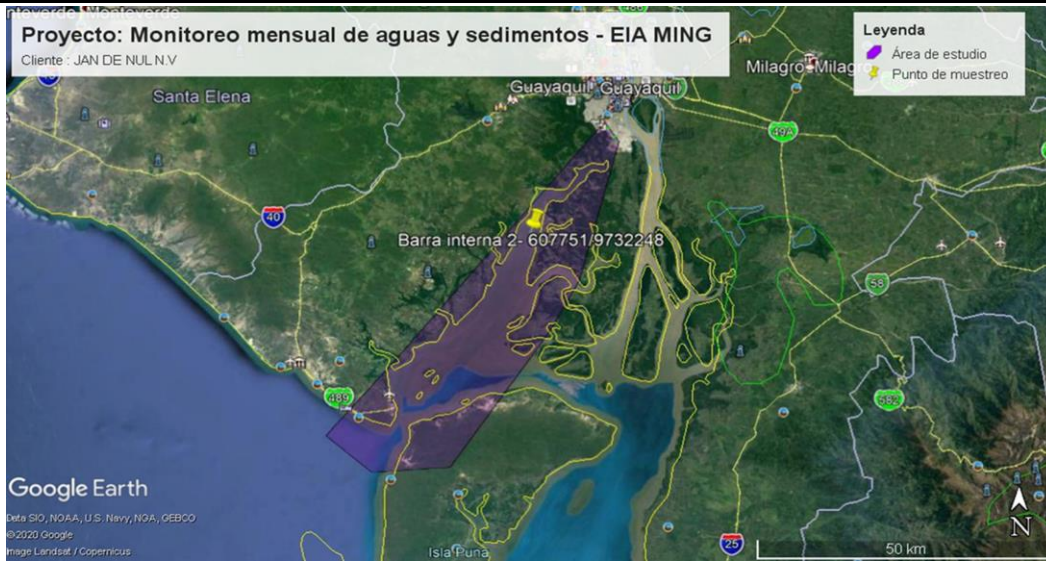 nteverde Monteverde
Proyecto: Monitoreo mensual de aguas y sedimentos - EIA MING
Cliente : JAN DE NUL N.V
Leyenda
Área de estudio
Punto de muestreo
Milagro Milagro
Guayaquil Guayaquil
Santa Elena
49A
40
Barra interna 2- 607751/9732248
58
489
582
Google Earth
Data SIO, NOAA, U.S. Navy, NGA, GEBCO
©2020 Google
Image Landsat / Copernicus
Isla Puna
25
50 km
N